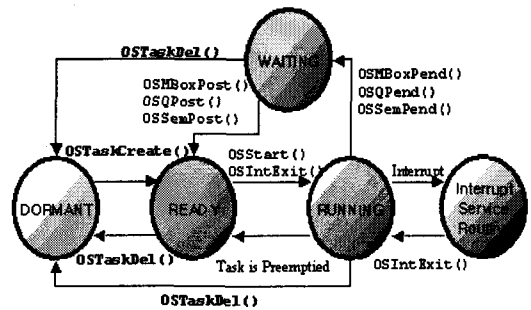 OSTaskDel()
WAITING
OSMBoxPost()
OSQPost()
OSSemPost()
OSMBoxPend()
OSQPend()
OSSemPend()
OSTaskCreate()
OSStart()
OSIntExit()
Interrupt
DORMANT
READY
RUNNING
Interrupt
Service
OSTaskDel()
Task is Preemptied
OSIntExit()
OSTaskDel()